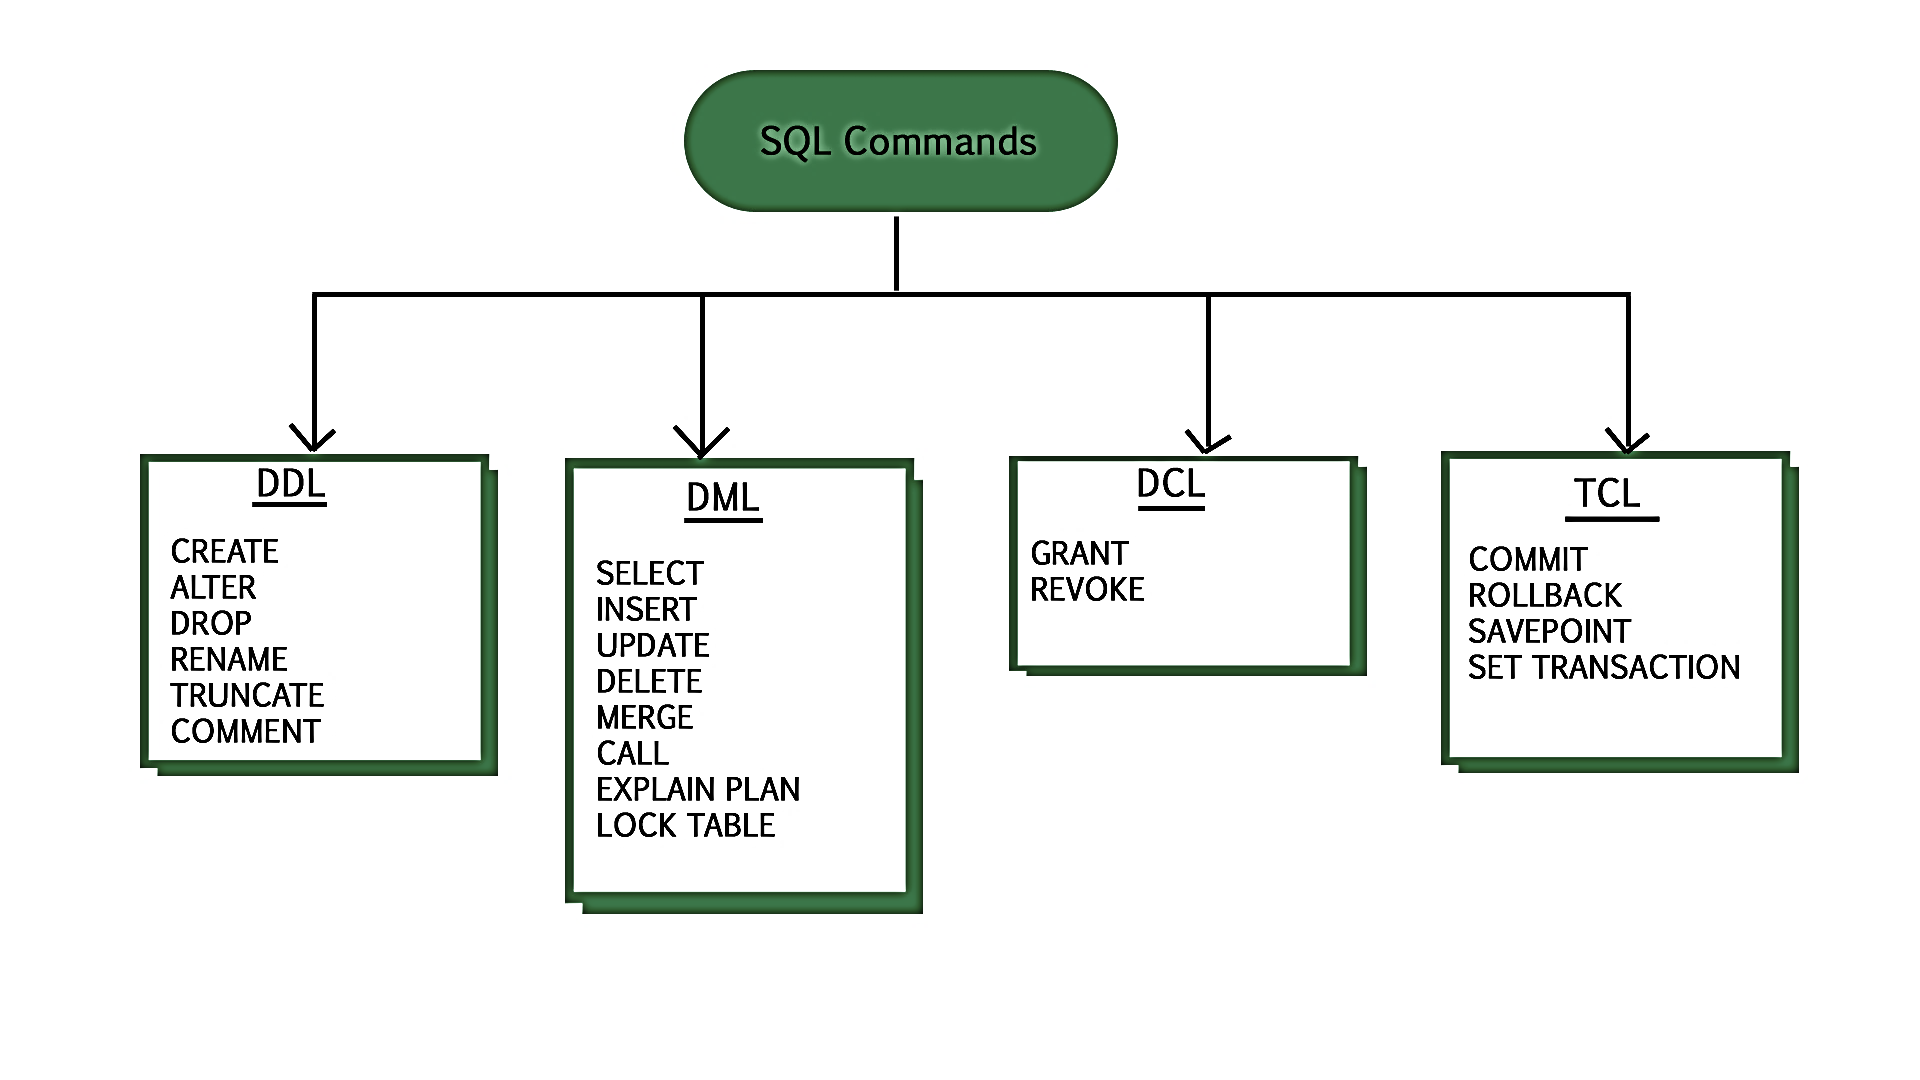 SQL Commands
DDL
CREATE
ALTER
DROP
RENAME
TRUNCATE
COMMENT
DML
SELECT
INSERT
UPDATE
DELETE
MERGE
CALL
EXPLAIN PLAN
LOCK TABLE
DCL
GRANT
REVOKE
TCL
COMMIT
ROLLBACK
SAVEPOINT
SET TRANSACTION